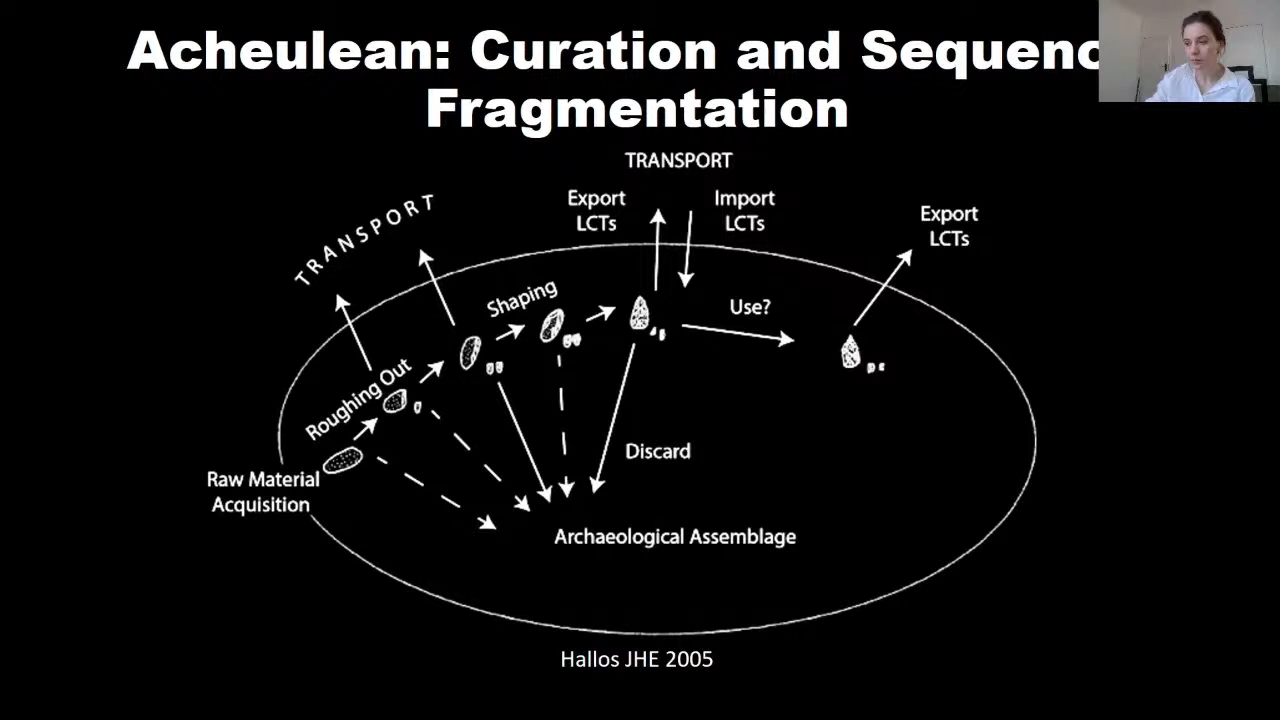 Acheulean: Curation and Sequenc
Fragmentation
TRANSPORT
TRANSPORT
Export
LCTs
Import
LCTs
Export
LCTs
Shaping
Use?
Roughing Out
Discard
Raw Material
Acquisition
Archaeological Assemblage
Hallos JHE 2005